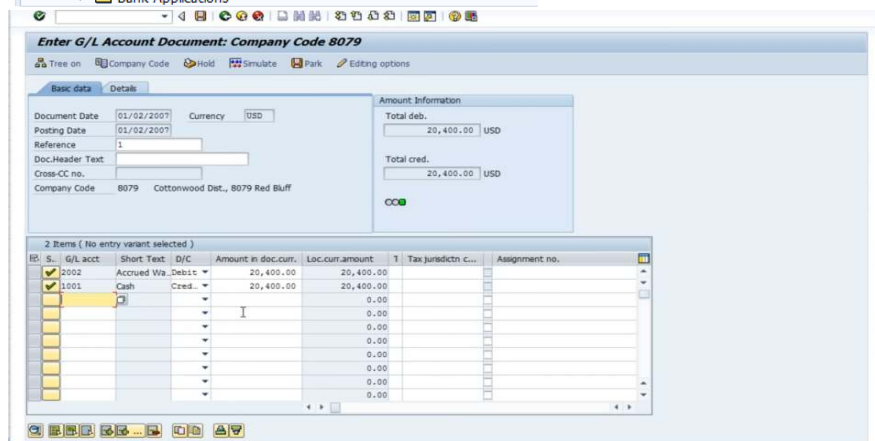 Bank Applications
Enter G/L Account Document: Company Code 8079
Tree on Company Code Hold Simulate Park Editing options
Basic data Details
Amount Information
Document Date 01/02/2007 Currency USD
Total deb.
Posting Date 01/02/2007
20,400.00 USD
Reference 1
Doc.Header Text
Total cred.
Cross-CC no.
20,400.00 USD
Company Code 8079 Cottonwood Dist., 8079 Red Bluff
2 Items ( No entry variant selected )
S.. G/L acct Short Text D/C Amount in doc.curr. Loc.curr.amount T Tax jurisdictn c... Assignment no.
2002 Accrued Wa.. Debit 20,400.00 20,400.00
1001 Cash Cred.. 20,400.00 20,400.00
0.00
0.00
0.00
0.00
0.00
0.00
0.00
0.00